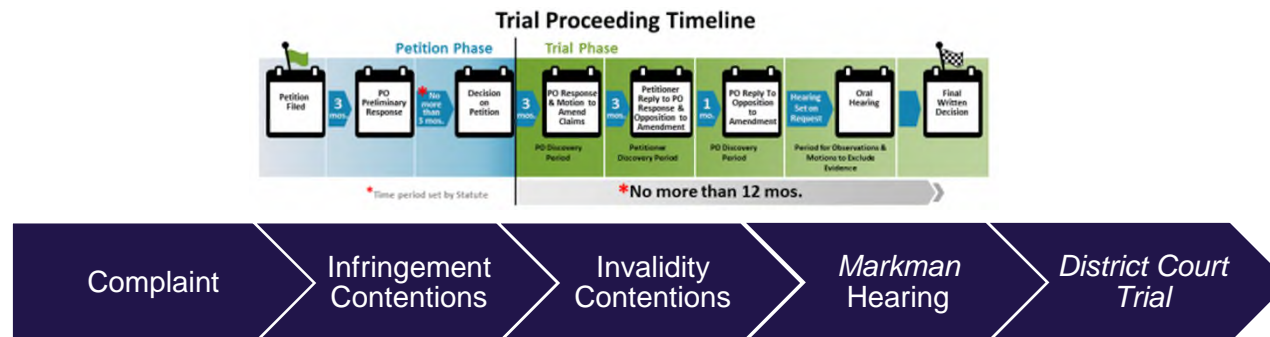 Trial Proceeding Timeline
Petition Phase
Trial Phase
Petition
Filed
3
mos.
PO
Preliminary
Response
*No
more
than
3 mos.
Decision
on
Petition
3
mos.
PO Response
& Motion to
Amend
Claims
3
mos.
Petitioner
Reply to PO
Response &
Opposition to
Amendment
1
mo.
PO Reply To
Opposition
to
Amendment
Hearing
Set on
Request
Oral
Hearing
Final
Written
Decision
PO Discovery
Period
Petitioner
Discovery Period
PO Discovery
Period
Period for Observations &
Motions to Exclude
Evidence
*Time period set by Statute
*No more than 12 mos.
Complaint
Infringement
Contentions
Invalidity
Contentions
Markman
Hearing
District Court
Trial